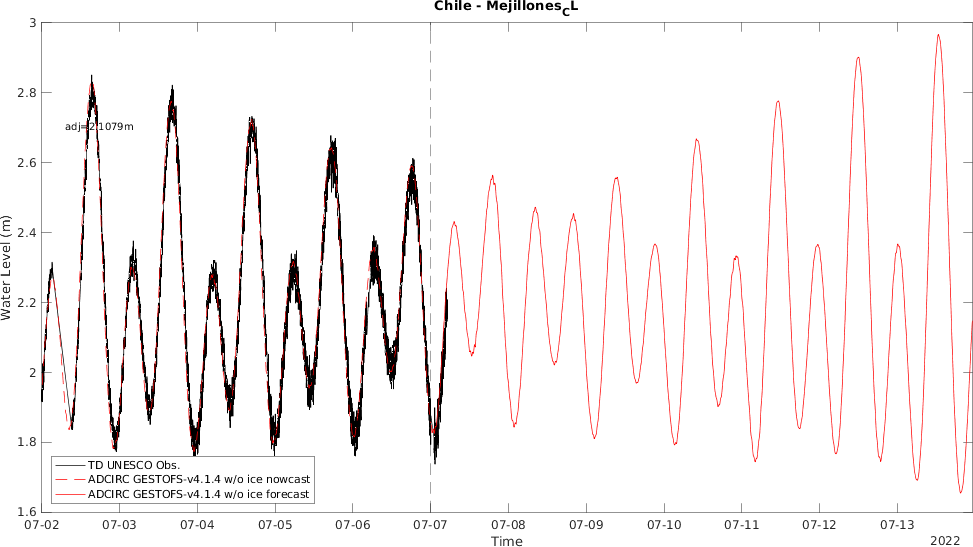 Chile - Mejillones_CL
3
2.8
2.6
2.4
2.2
2
1.8
1.6
Water Level (m)
adj=2.1079m
TD UNESCO Obs.
ADCIRC GESTOFS-v4.1.4 w/o ice nowcast
ADCIRC GESTOFS-v4.1.4 w/o ice forecast
07-02 07-03 07-04 07-05 07-06 07-07 07-08 07-09 07-10 07-11 07-12 07-13
Time
2022